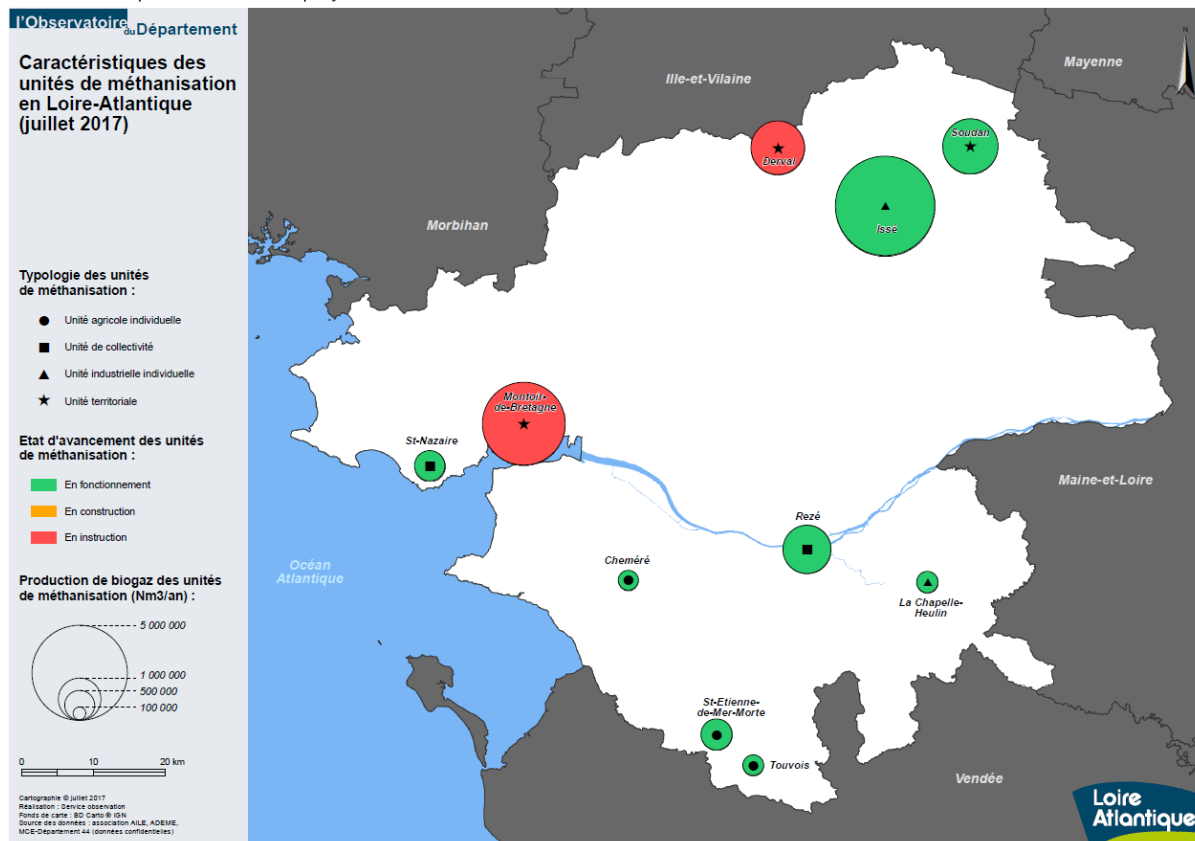 l'Observatoire
du Département
Caractéristiques des
unités de méthanisation
en Loire-Atlantique
(juillet 2017)
Typologie des unités
de méthanisation :
Unité agricole individuelle
Unité de collectivité
Unité industrielle individuelle
Unité territoriale
Etat d'avancement des unités
de méthanisation :
En fonctionnement
En construction
En instruction
Production de biogaz des unités
de méthanisation (Nm3/an) :
5 000 000
1 000 000
500 000
100 000
0 10 20 km
Cartographie © juillet 2017
Réalisation : Service observation
Fonds de carte : BD Carto ® IGN
Source des données : association AILE, ADEME,
MCE-Département 44 (données confidentielles)
Ille-et-Vilaine
Mayenne
N
Soudan
Derval
Issé
Morbihan
Montoir-
de-Bretagne
St-Nazaire
Maine-et-Loire
Rezé
Océan
Atlantique
Cheméré
La Chapelle-
Heulin
St-Etienne-
de-Mer-Morte
Touvois
Vendée
Loire
Atlantique